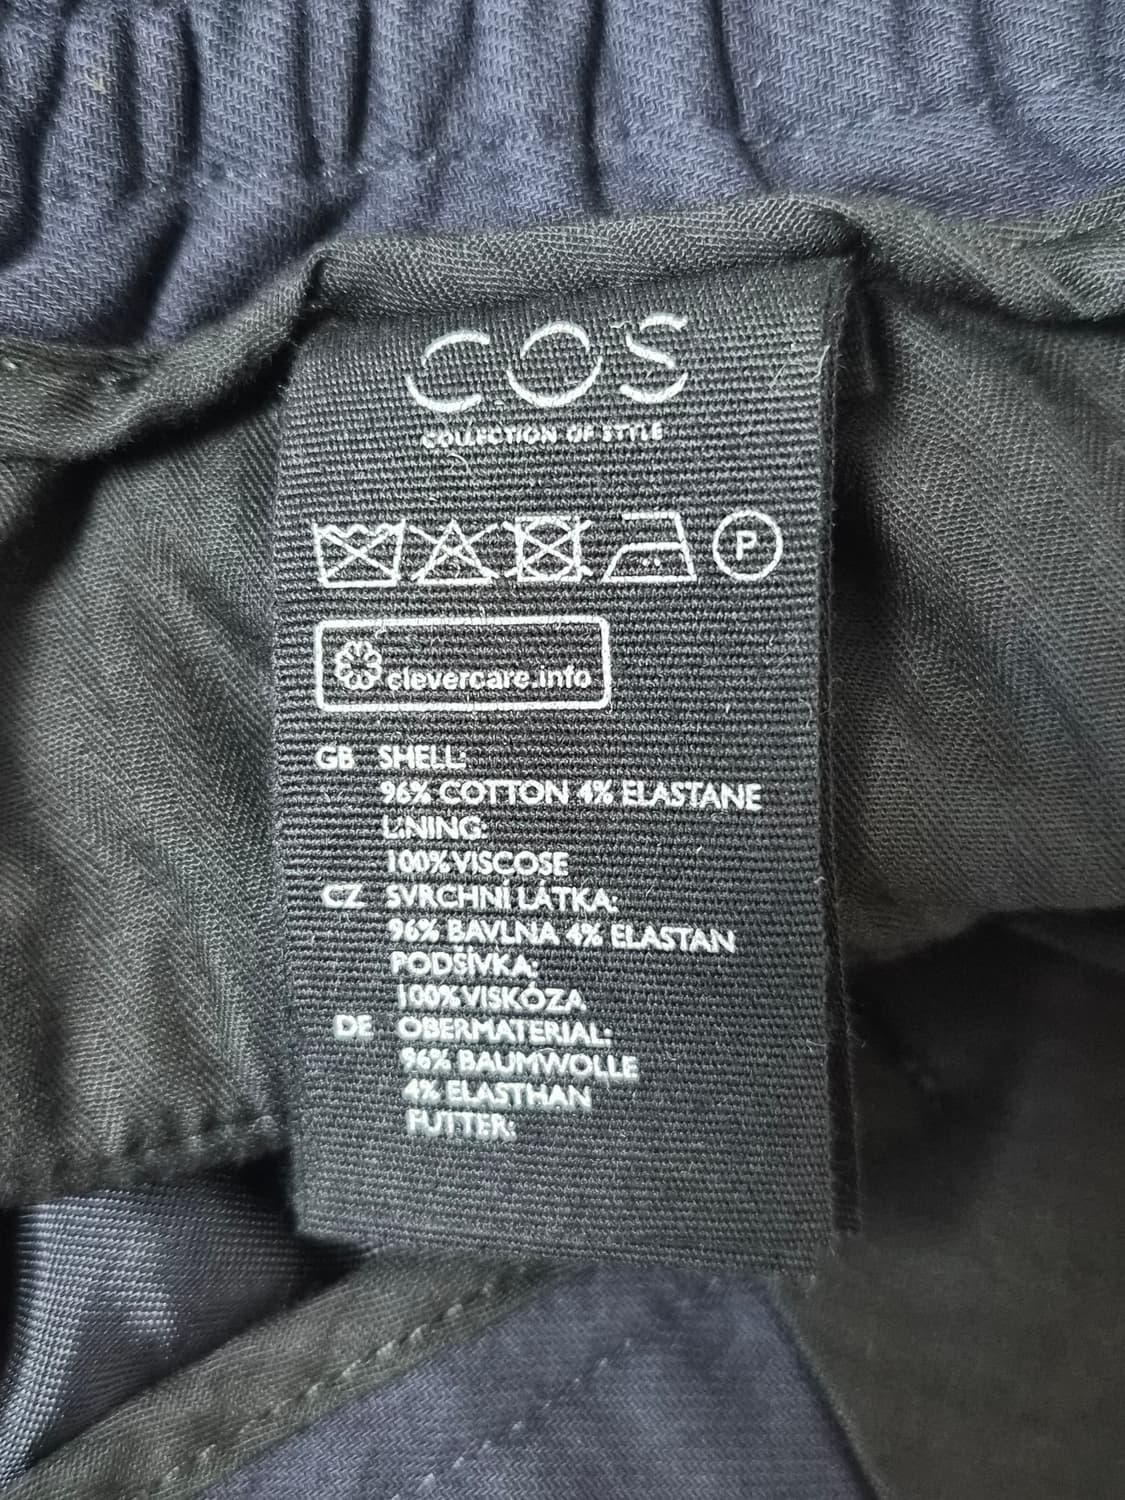 COS
COLLECTION OF STYLE
P
clevercare.info
GB SHELL:
96% COTTON 4% ELASTANE
LINING:
100% VISCOSE
CZ SVRCHNÍ LÁTKA:
96% BAVLNA 4% ELASTAN
PODSÍVKA:
100% VISKÓZA
DE OBERMATERIAL:
96% BAUMWOLLE
4% ELASTHAN
FUTTER: